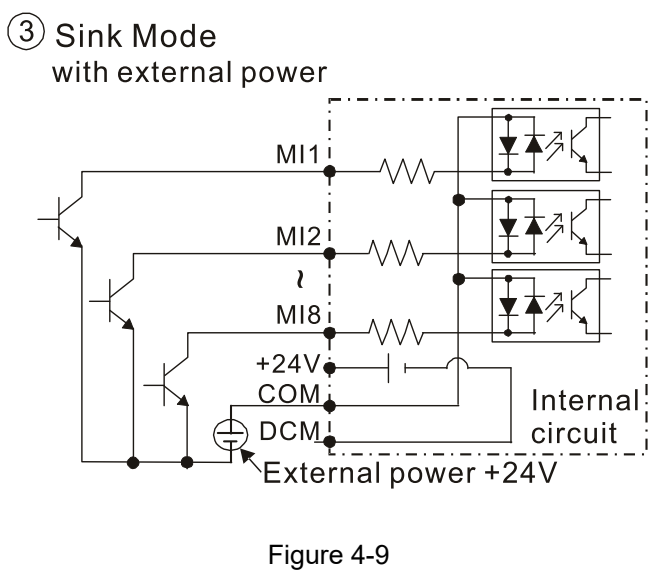 ③ Sink Mode
with external power
MI1
MI2
~
MI8
+24V
COM
DCM
Internal
circuit
External power +24V
Figure 4-9